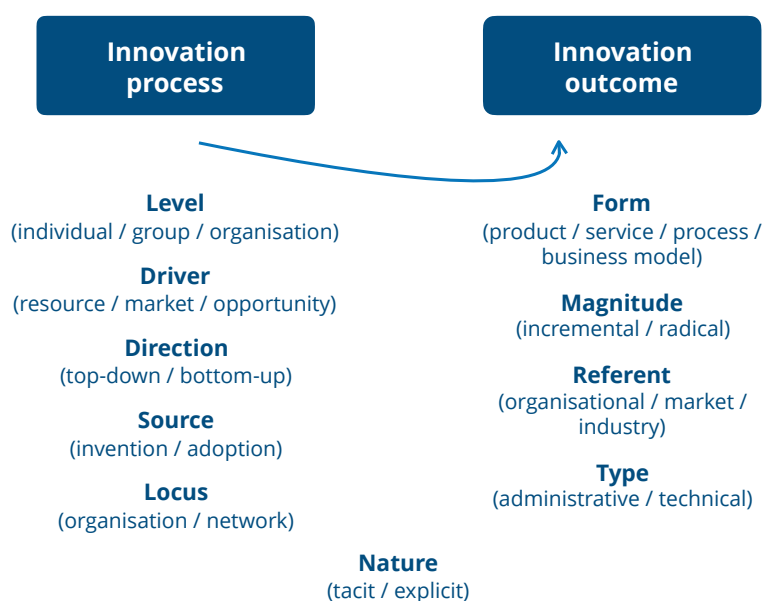 Innovation
process
Innovation
outcome
Level
(individual / group / organisation)
Driver
(resource / market / opportunity)
Direction
(top-down / bottom-up)
Source
(invention / adoption)
Locus
(organisation / network)
Form
(product / service / process /
business model)
Magnitude
(incremental / radical)
Referent
(organisational / market /
industry)
Type
(administrative / technical)
Nature
(tacit / explicit)